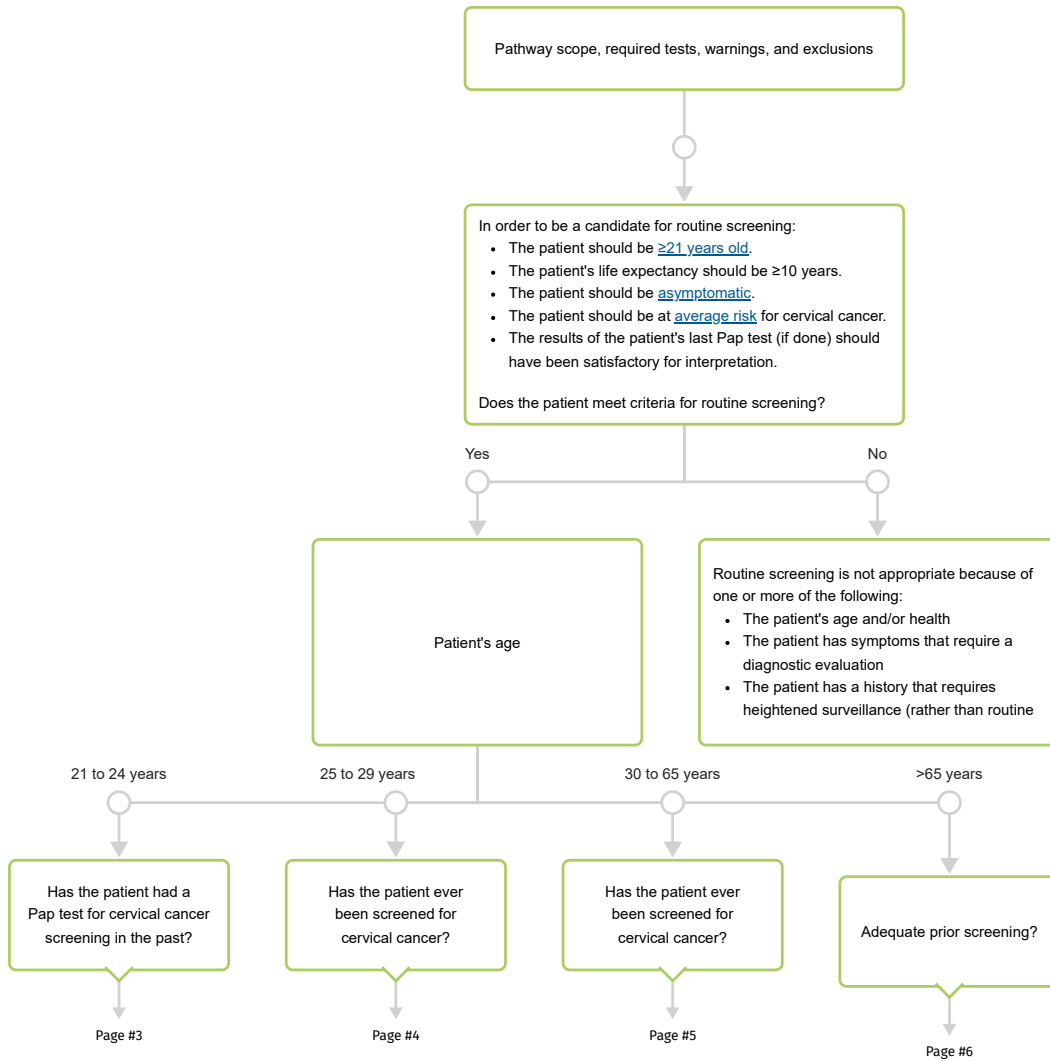 Pathway scope, required tests, warnings, and exclusions
In order to be a candidate for routine screening:
• The patient should be ≥21 years old.
• The patient's life expectancy should be ≥10 years.
• The patient should be asymptomatic.
• The patient should be at average risk for cervical cancer.
• The results of the patient's last Pap test (if done) should
have been satisfactory for interpretation.
Does the patient meet criteria for routine screening?
Yes
No
Patient's age
Routine screening is not appropriate because of
one or more of the following:
• The patient's age and/or health
• The patient has symptoms that require a
diagnostic evaluation
• The patient has a history that requires
heightened surveillance (rather than routine
21 to 24 years
25 to 29 years
30 to 65 years
>65 years
Has the patient had a
Pap test for cervical cancer
screening in the past?
Has the patient ever
been screened for
cervical cancer?
Has the patient ever
been screened for
cervical cancer?
Adequate prior screening?
Page #3
Page #4
Page #5
Page #6